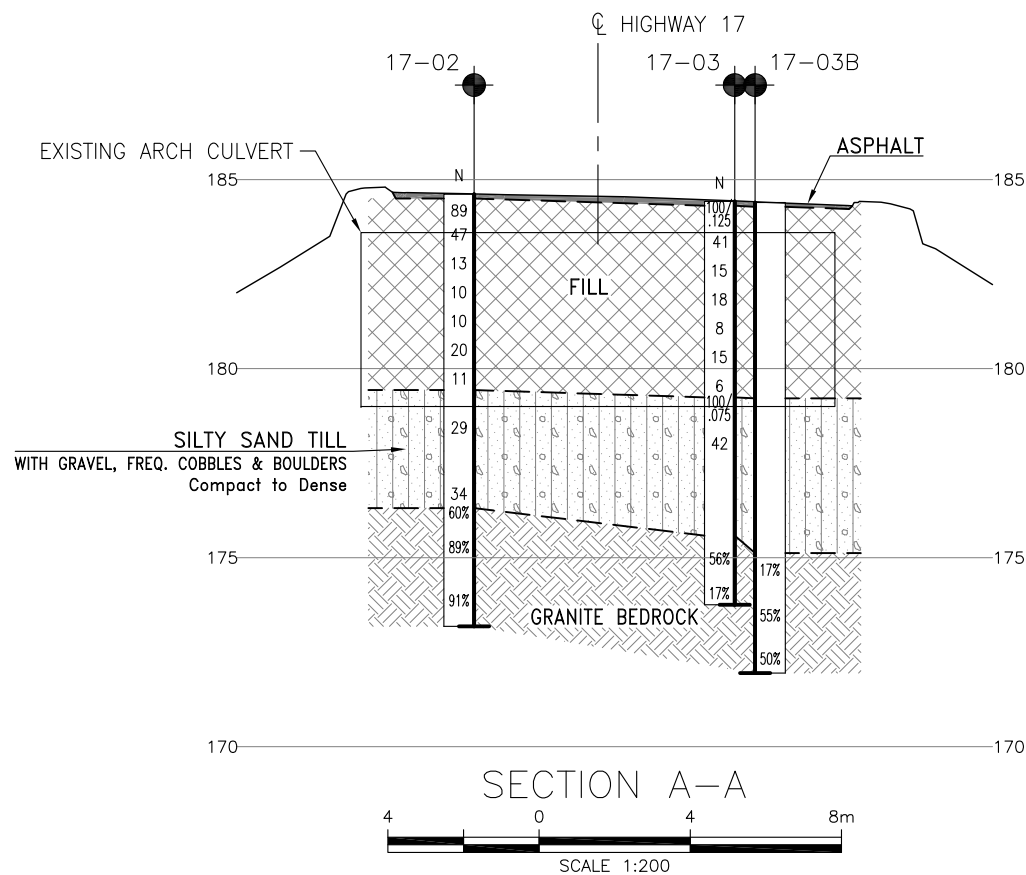 ℄ HIGHWAY 17
17-02
17-03
17-03B
EXISTING ARCH CULVERT
ASPHALT
185
185
N
89
47
13
10
10
20
11
29
34
60%
89%
91%
N
100/
.125
41
15
18
8
15
6
100/
.075
42
56%
17%
17%
55%
50%
FILL
180
180
SILTY SAND TILL
WITH GRAVEL, FREQ. COBBLES & BOULDERS
Compact to Dense
175
175
GRANITE BEDROCK
170
170
SECTION A-A
4 0 4 8m
SCALE 1:200